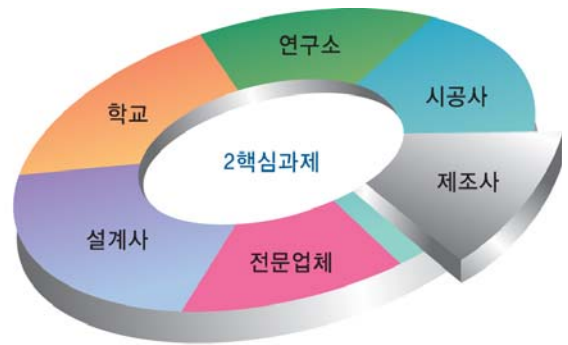 연구소
시공사
학교
2핵심과제
제조사
설계사
전문업체